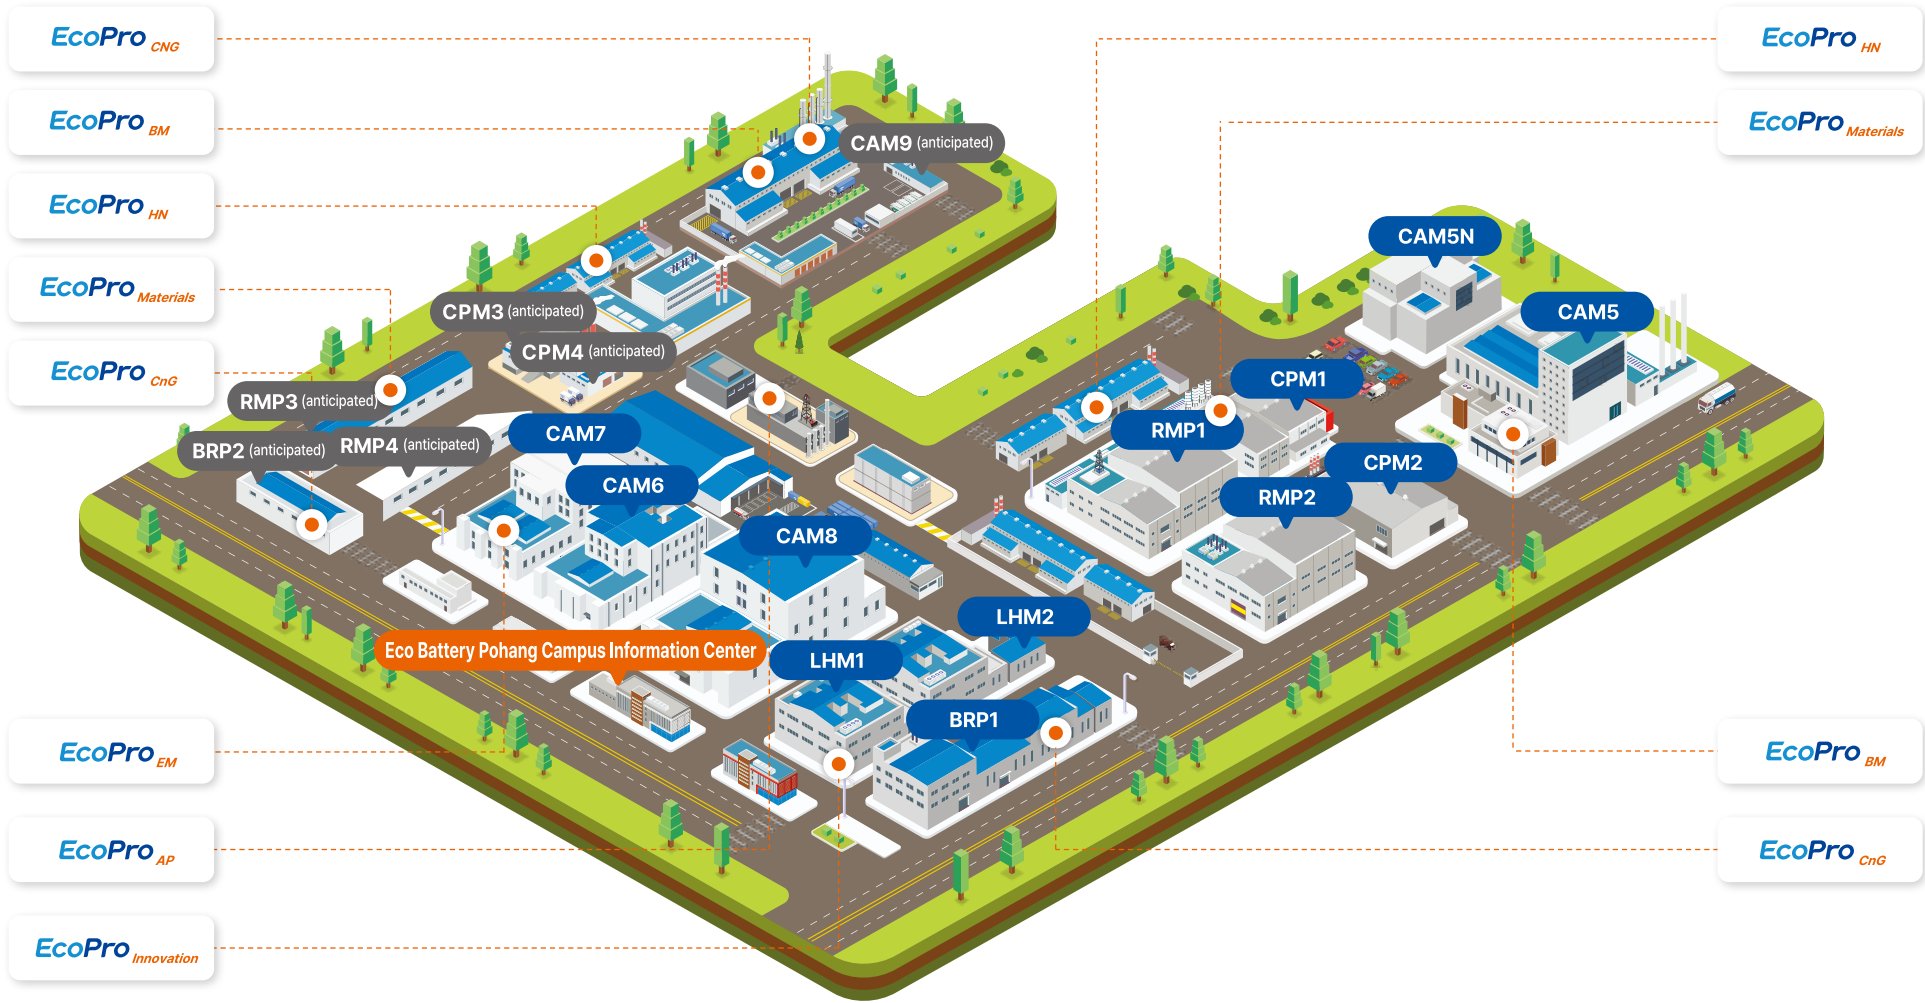 EcoPro CNG
EcoPro BM
EcoPro HN
EcoPro Materials
EcoPro CnG
EcoPro EM
EcoPro AP
EcoPro Innovation
EcoPro HN
EcoPro Materials
EcoPro BM
EcoPro CnG
CAM9 (anticipated)
CPM3 (anticipated)
CPM4 (anticipated)
RMP3 (anticipated)
BRP2 (anticipated)
RMP4 (anticipated)
CAM7
CAM6
CAM8
CAM5N
CAM5
CPM1
RMP1
CPM2
RMP2
LHM2
Eco Battery Pohang Campus Information Center
LHM1
BRP1